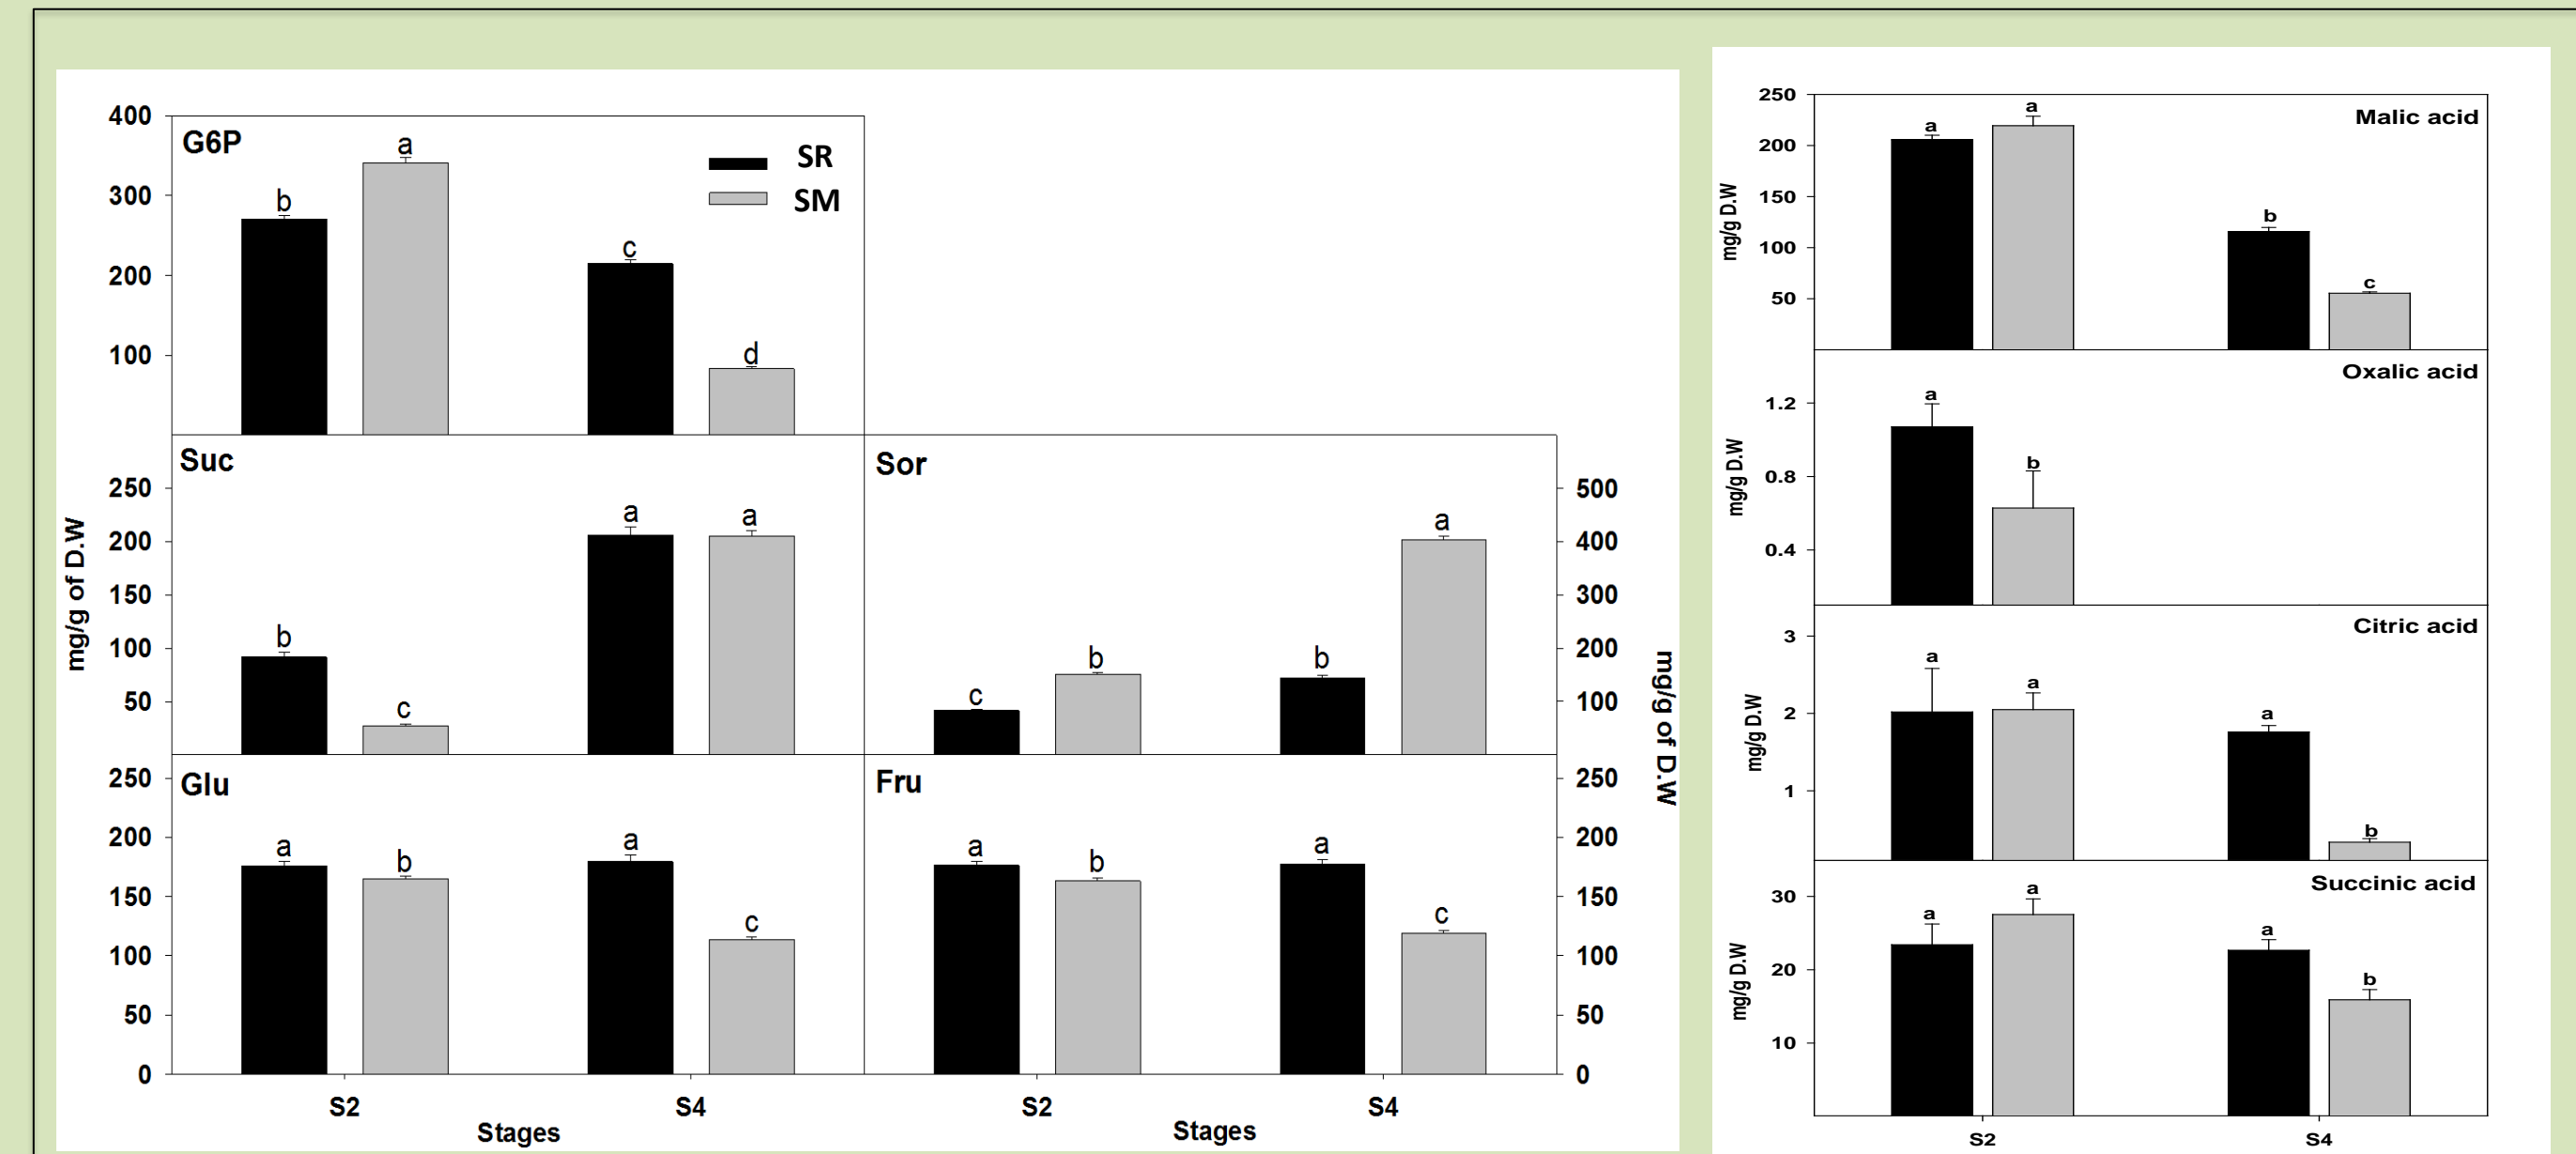 G6P
SR
SM
400
300
200
100
a
b
c
d
Suc
250
200
150
100
50
b
c
a
a
Sor
500
400
300
200
100
c
b
b
a
mg/g of D.W
mg/g of D.W
Glu
250
200
150
100
50
0
a
b
a
c
Fru
250
200
150
100
50
0
a
b
a
c
S2
S4
S2
S4
Stages
Stages
Malic acid
250
200
150
100
50
mg/g D.W
a
a
b
c
Oxalic acid
1.2
0.8
0.4
mg/g D.W
a
b
Citric acid
3
2
1
mg/g D.W
a
a
a
b
Succinic acid
30
20
10
mg/g D.W
a
a
a
b
S2
S4